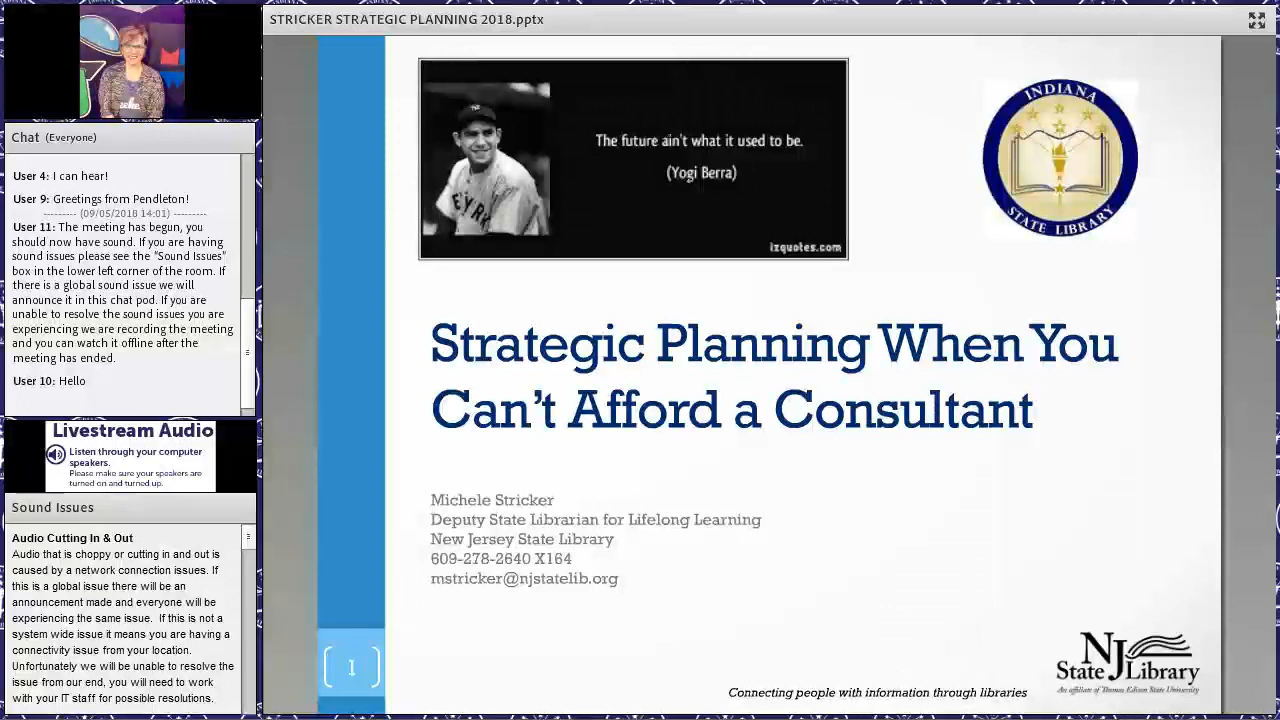 STRICKER STRATEGIC PLANNING 2018.pptx
Chat (Everyone)
User 4: I can hear!
User 9: Greetings from Pendleton!
--------- (09/05/2018 14:01) ---------
User 11: The meeting has begun, you
should now have sound. If you are having
sound issues please see the “Sound Issues”
box in the lower left corner of the room. If
there is a global sound issue we will
announce it in this chat pod. If you are
unable to resolve the sound issues you are
experiencing we are recording the meeting
and you can watch it offline after the
meeting has ended.
User 10: Hello
Livestream Audio
Listen through your computer
speakers.
Please make sure your speakers are
turned on and turned up.
Sound Issues
Audio Cutting In & Out
Audio that is choppy or cutting in and out is
caused by a network connection issues. If
this is a global issue there will be an
announcement made and everyone will be
experiencing the same issue. If this is not a
system wide issue it means you are having a
connectivity issue from your location.
Unfortunately we will be unable to resolve the
issue from our end, you will need to work
with your IT staff for possible resolutions.
The future ain't what it used to be.
(Yogi Berra)
izquotes.com
INDIANA
STATE LIBRARY
Strategic Planning When You
Can’t Afford a Consultant
Michele Stricker
Deputy State Librarian for Lifelong Learning
New Jersey State Library
609-278-2640 X164
mstricker@njstatelib.org
1
Connecting people with information through libraries
NJ
State Library
An affiliate of Thomas Edison State University